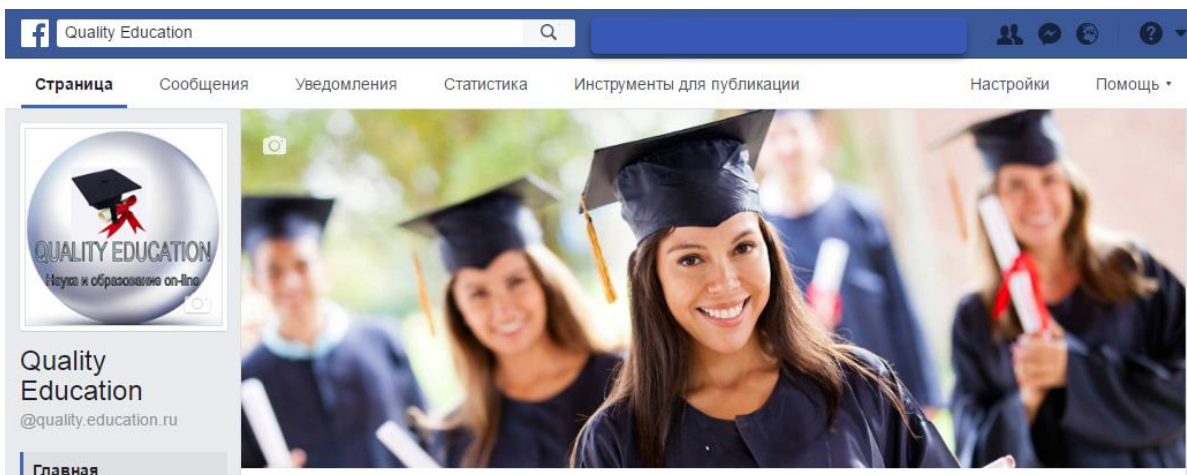 Quality Education
Страница Сообщения Уведомления Статистика Инструменты для публикации Настройки Помощь
QUALITY EDUCATION
Наука и образование on-line
Quality
Education
@quality.education.ru
Главная